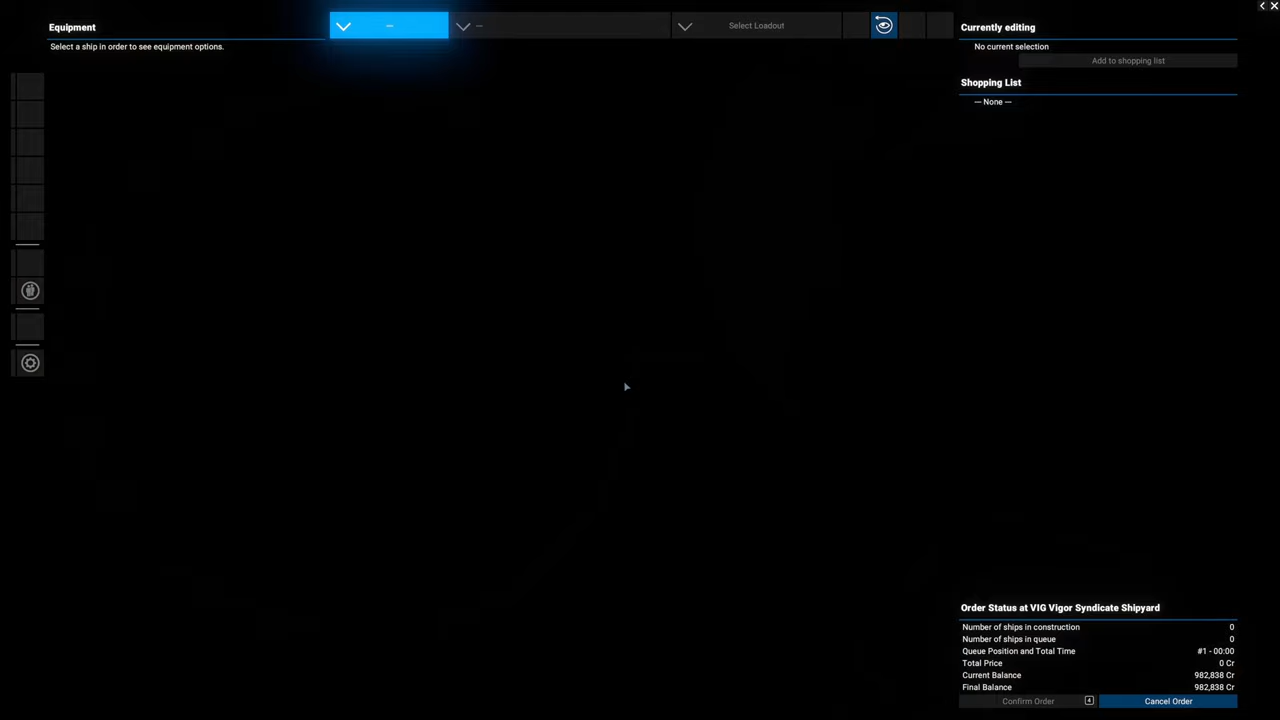 Equipment
Select a ship in order to see equipment options.
—
—
Select Loadout
Currently editing
No current selection
Add to shopping list
Shopping List
— None —
Order Status at VIG Vigor Syndicate Shipyard
Number of ships in construction 0
Number of ships in queue 0
Queue Position and Total Time #1 - 00:00
Total Price 0 Cr
Current Balance 982,838 Cr
Final Balance 982,838 Cr
Confirm Order
Cancel Order